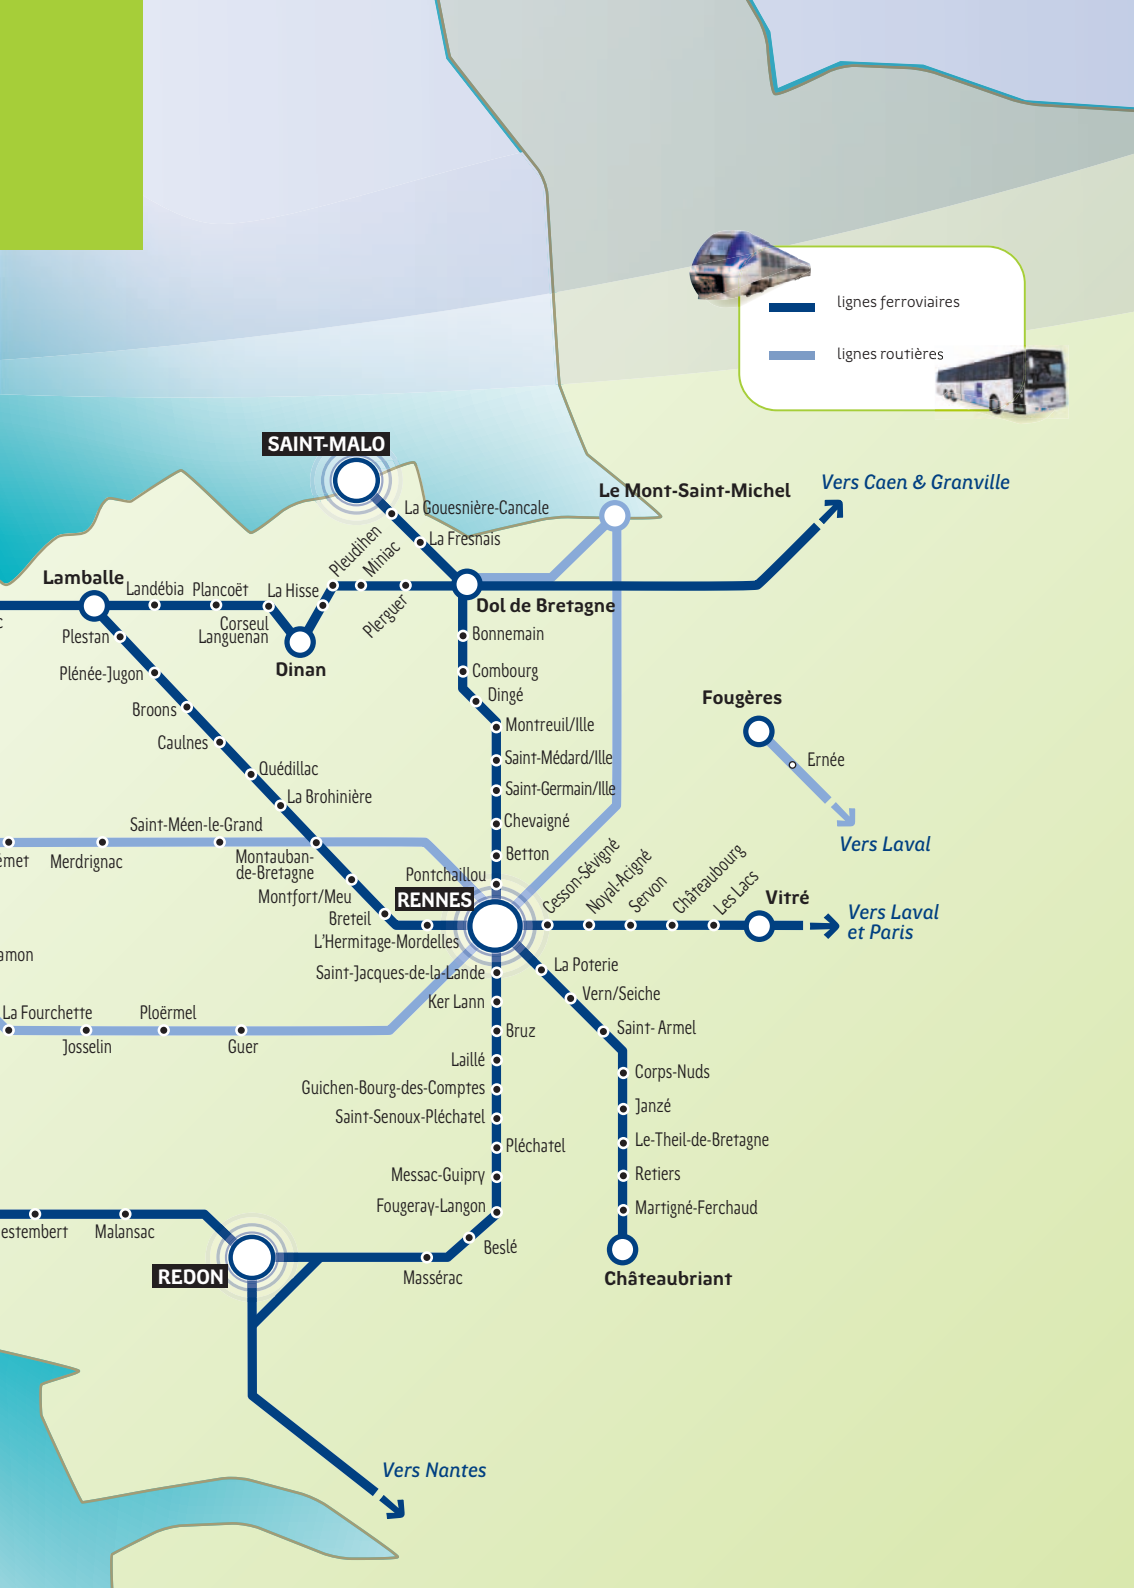 lignes ferroviaires
lignes routières
SAINT-MALO
Vers Caen & Granville
Le Mont-Saint-Michel
La Gouesnière-Cancale
La Fresnais
Pleudihen
Miniac
Plerguer
Lamballe
Landébia
Plancoët
La Hisse
Corseul
Languenan
Dinan
Dol de Bretagne
Plestan
Plénée-Jugon
Broons
Caulnes
Quédillac
La Brohinière
Bonnemain
Combourg
Dingé
Montreuil/Ille
Saint-Médard/Ille
Saint-Germain/Ille
Chevaigné
Betton
Pontchaillou
Fougères
Ernée
Vers Laval
Saint-Méen-le-Grand
émet
Merdrignac
Montauban-
de-Bretagne
Montfort/Meu
Breteil
L'Hermitage-Mordelles
RENNES
Cesson-Sévigné
Noyal-Acigné
Servon
Châteaubourg
Les Lacs
Vitré
Vers Laval
et Paris
amon
Saint-Jacques-de-la-Lande
Ker Lann
Bruz
Laillé
Guichen-Bourg-des-Comptes
Saint-Senoux-Pléchatel
Pléchatel
Messac-Guipry
Fougeray-Langon
Beslé
Massérac
La Poterie
Vern/Seiche
Saint- Armel
Corps-Nuds
Janzé
Le-Theil-de-Bretagne
Retiers
Martigné-Ferchaud
Châteaubriant
La Fourchette
Ploërmel
Josselin
Guer
estembert
Malansac
REDON
Vers Nantes